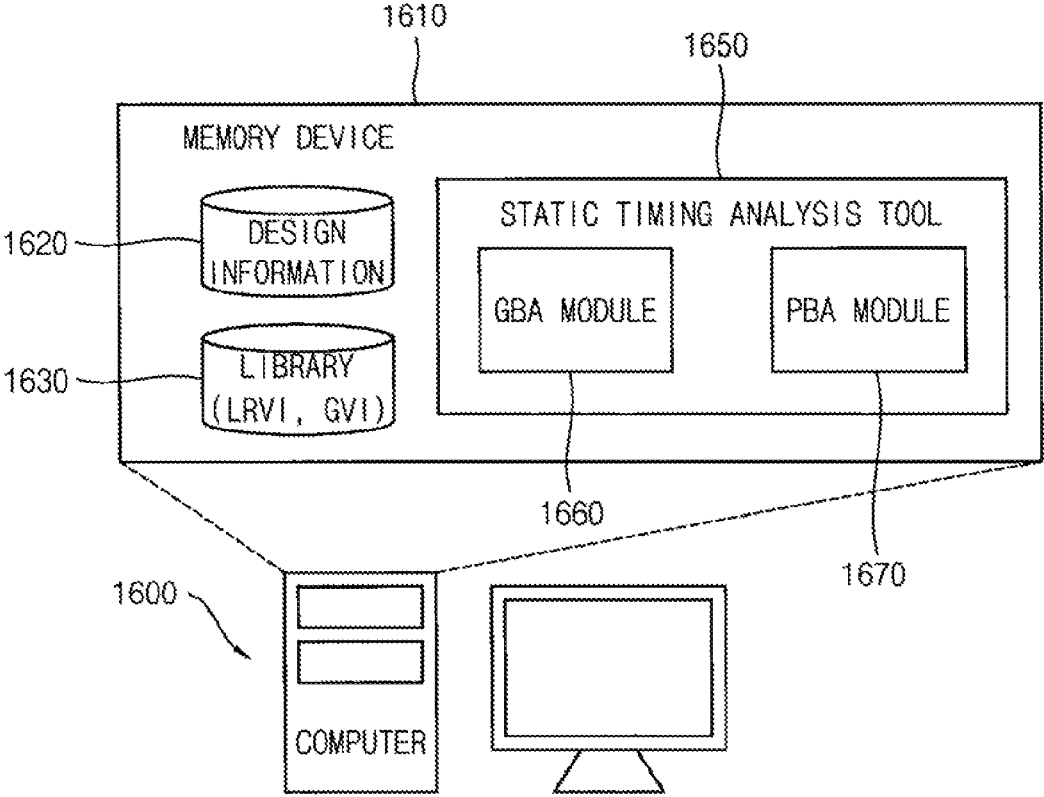 1610
1650
MEMORY DEVICE
STATIC TIMING ANALYSIS TOOL
1620
DESIGN
INFORMATION
GBA MODULE
PBA MODULE
1630
LIBRARY
(LRVI, GVI)
1660
1670
1600
COMPUTER